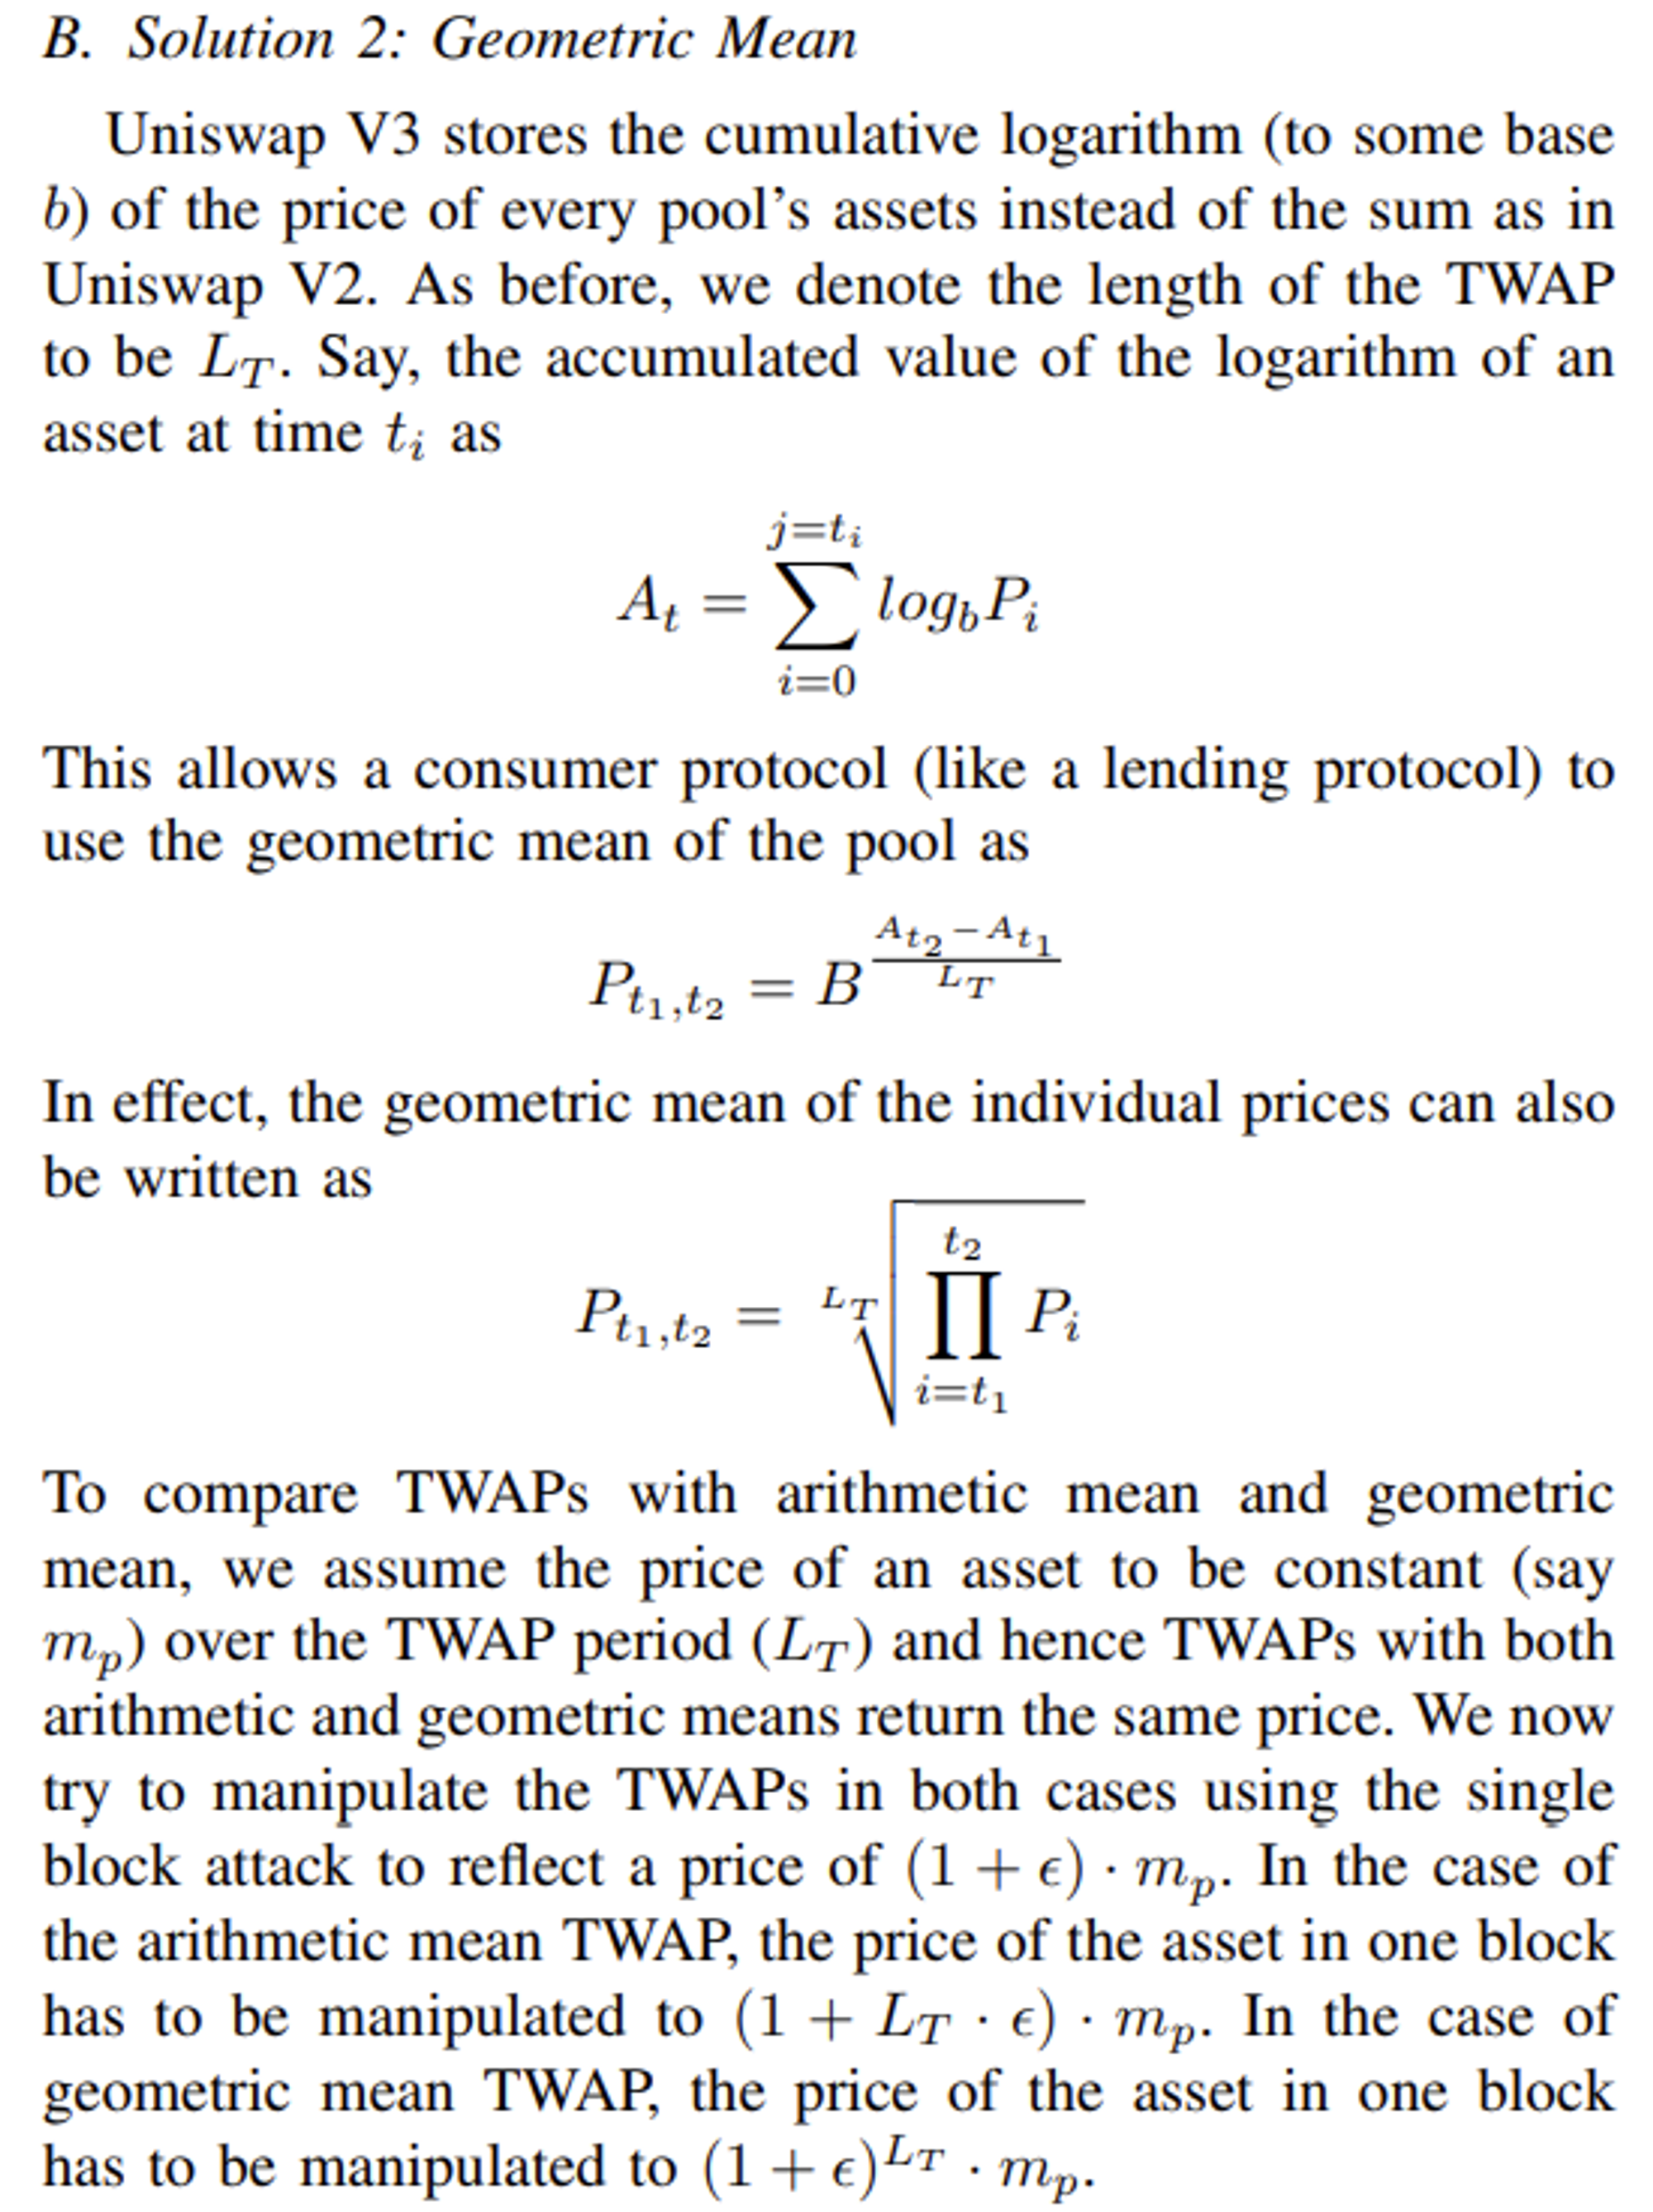 B. Solution 2: Geometric Mean
Uniswap V3 stores the cumulative logarithm (to some base
b) of the price of every pool's assets instead of the sum as in
Uniswap V2. As before, we denote the length of the TWAP
to be L_T. Say, the accumulated value of the logarithm of an
asset at time t_i as
A_t = \sum_{i=0}^{j=t_i} log_b P_i
This allows a consumer protocol (like a lending protocol) to
use the geometric mean of the pool as
P_{t_1,t_2} = B^{\frac{A_{t_2} - A_{t_1}}{L_T}}
In effect, the geometric mean of the individual prices can also
be written as
P_{t_1,t_2} = \sqrt[L_T]{\prod_{i=t_1}^{t_2} P_i}
To compare TWAPs with arithmetic mean and geometric
mean, we assume the price of an asset to be constant (say
m_p) over the TWAP period (L_T) and hence TWAPs with both
arithmetic and geometric means return the same price. We now
try to manipulate the TWAPs in both cases using the single
block attack to reflect a price of (1 + ϵ) · m_p. In the case of
the arithmetic mean TWAP, the price of the asset in one block
has to be manipulated to (1 + L_T · ϵ) · m_p. In the case of
geometric mean TWAP, the price of the asset in one block
has to be manipulated to (1 + ϵ)^{L_T} · m_p.